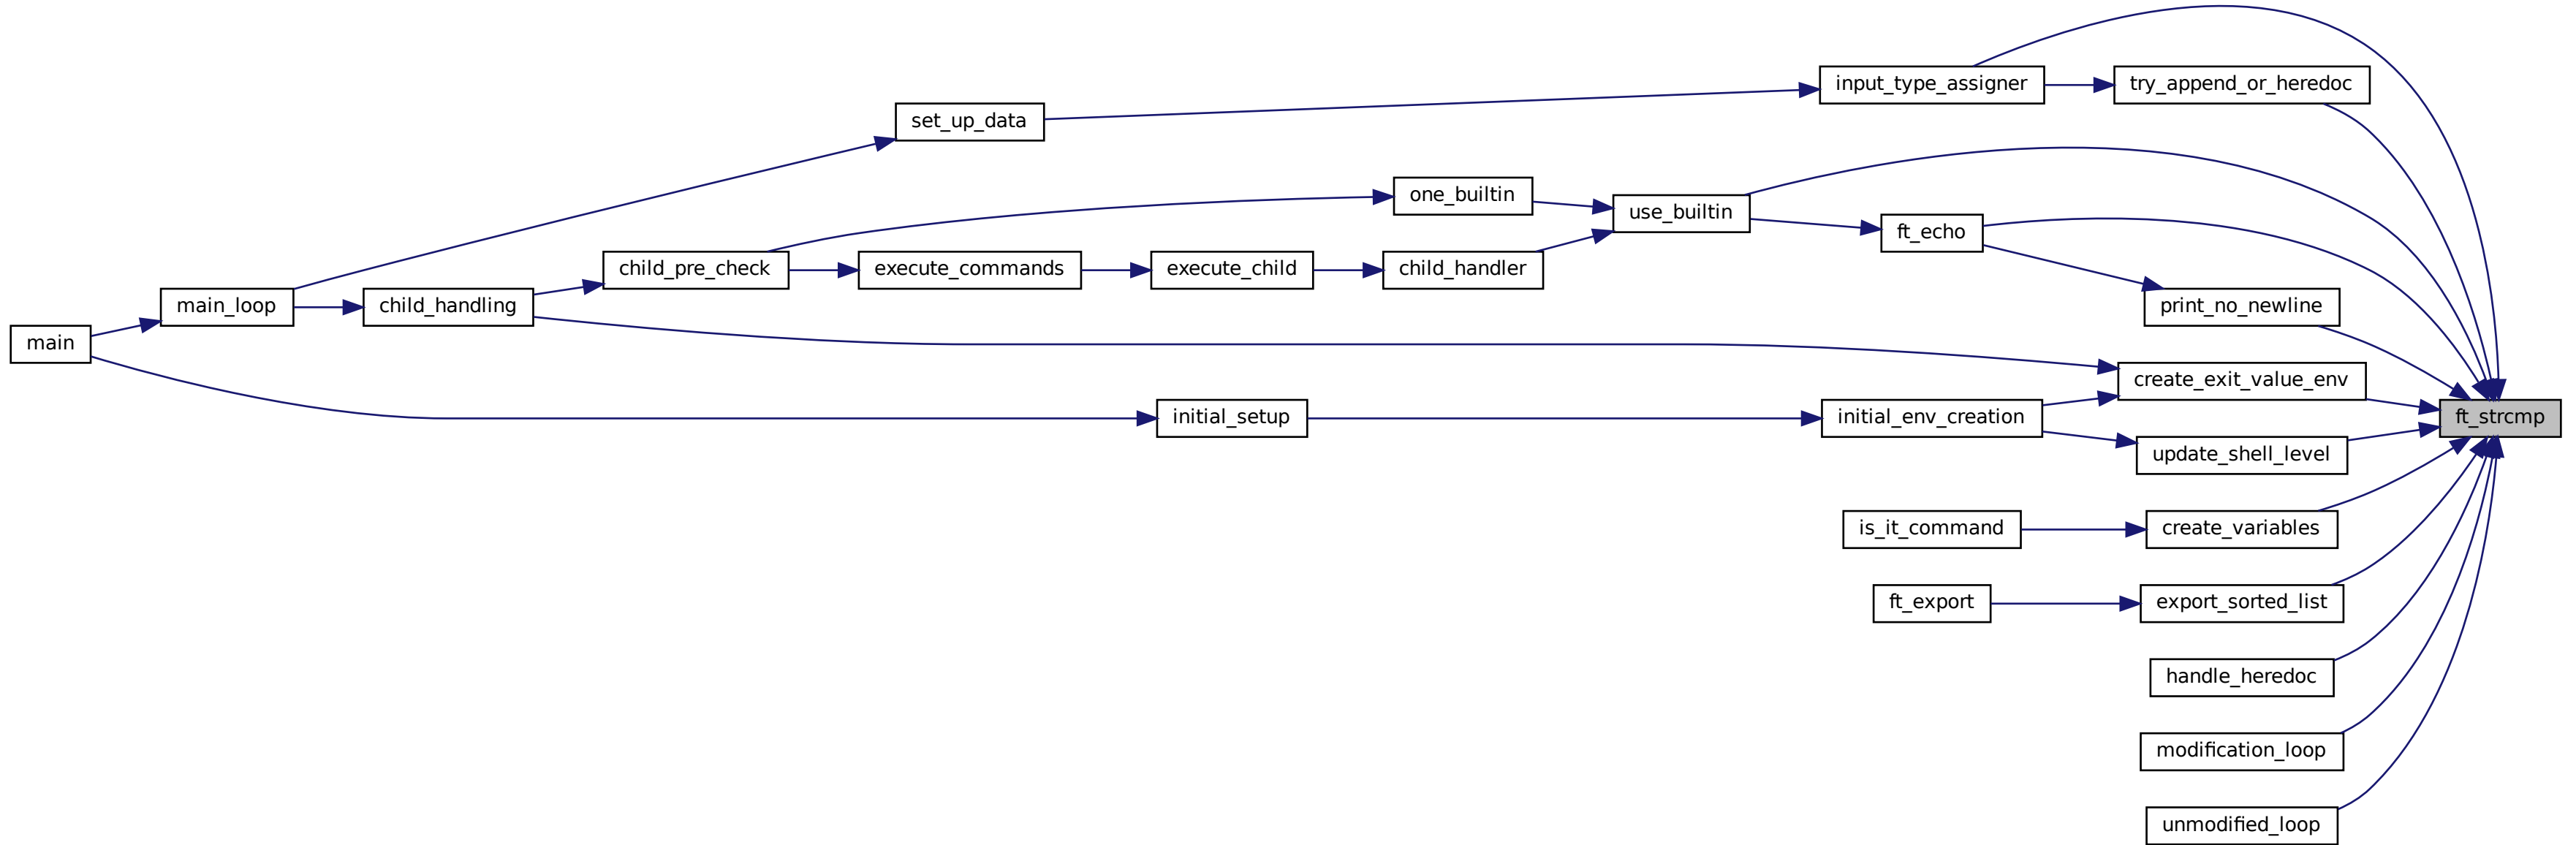 input_type_assigner
try_append_or_heredoc
set_up_data
one_builtin
use_builtin
ft_echo
child_pre_check
execute_commands
execute_child
child_handler
main_loop
child_handling
print_no_newline
main
create_exit_value_env
initial_setup
initial_env_creation
ft_strcmp
update_shell_level
is_it_command
create_variables
ft_export
export_sorted_list
handle_heredoc
modification_loop
unmodified_loop